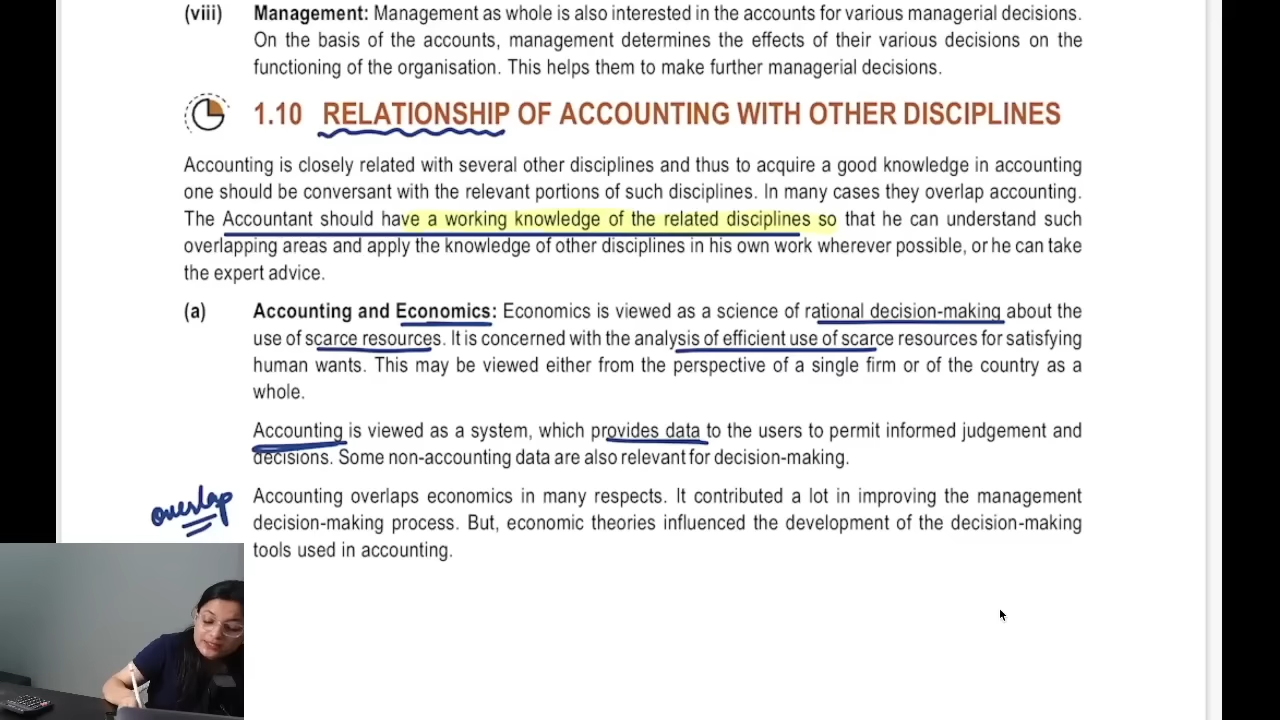 (viii) Management: Management as whole is also interested in the accounts for various managerial decisions.
On the basis of the accounts, management determines the effects of their various decisions on the
functioning of the organisation. This helps them to make further managerial decisions.
1.10 RELATIONSHIP OF ACCOUNTING WITH OTHER DISCIPLINES
Accounting is closely related with several other disciplines and thus to acquire a good knowledge in accounting
one should be conversant with the relevant portions of such disciplines. In many cases they overlap accounting.
The Accountant should have a working knowledge of the related disciplines so that he can understand such
overlapping areas and apply the knowledge of other disciplines in his own work wherever possible, or he can take
the expert advice.
(a) Accounting and Economics: Economics is viewed as a science of rational decision-making about the
use of scarce resources. It is concerned with the analysis of efficient use of scarce resources for satisfying
human wants. This may be viewed either from the perspective of a single firm or of the country as a
whole.
Accounting is viewed as a system, which provides data to the users to permit informed judgement and
decisions. Some non-accounting data are also relevant for decision-making.
overlap
Accounting overlaps economics in many respects. It contributed a lot in improving the management
decision-making process. But, economic theories influenced the development of the decision-making
tools used in accounting.